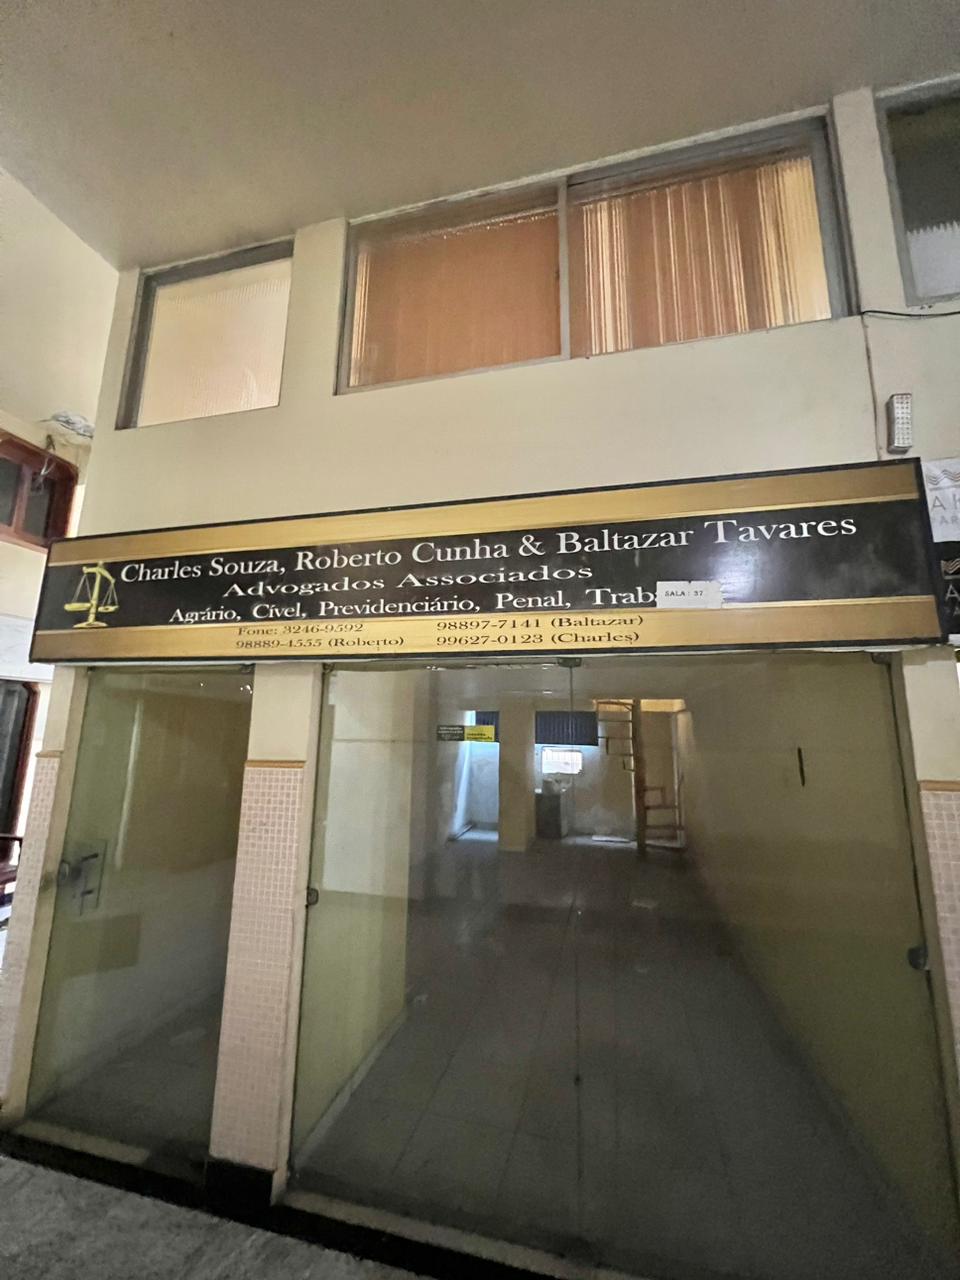 Charles Souza, Roberto Cunha & Baltazar Tavares
Advogados Associados
Agrário, Cível, Previdenciário, Penal, Trab
SALA: 37
Fone: 3246-9592
98897-7141 (Baltazar)
98889-4555 (Roberto)
99627-0123 (Charles)